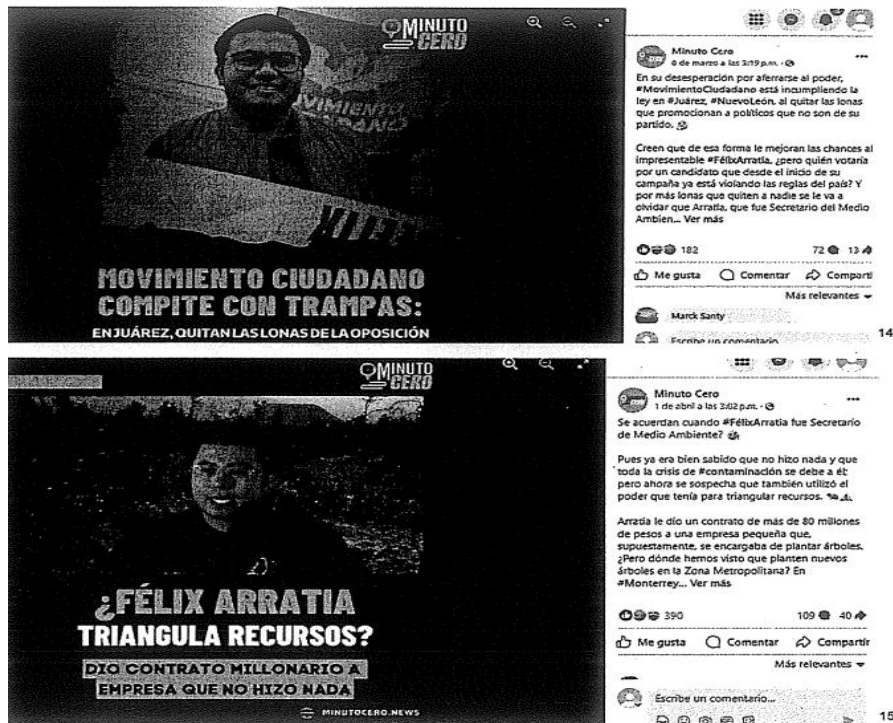 MINUTO
CERO
MOVIMIENTO CIUDADANO
COMPITE CON TRAMPAS:
EN JUÁREZ, QUITAN LAS LONAS DE LA OPOSICIÓN
Minuto Cero
6 de marzo a las 3:19 p.m. ·
En su desesperación por aferrarse al poder,
#MovimientoCiudadano está incumpliendo la
ley en #Juárez, #NuevoLeón, al quitar las lonas
que promocionan a políticos que no son de su
partido.
Creen que de esa forma le mejoran las chances al
impresentable #FélixArratia, ¿pero quién votaría
por un candidato que desde el inicio de su
campaña ya está violando las reglas del país? Y
por más lonas que quiten a nadie se le va a
olvidar que Arratia, que fue Secretario del Medio
Ambien... Ver más
182 72 13
Me gusta Comentar Comparti
Más relevantes
Marck Santy
Escribe un comentario
14
MINUTO
CERO
¿FÉLIX ARRATIA
TRIANGULA RECURSOS?
DIO CONTRATO MILLONARIO A
EMPRESA QUE NO HIZO NADA
MINUTOCERO.NEWS
Minuto Cero
1 de abril a las 3:02 p.m. ·
Se acuerdan cuando #FélixArratia fue Secretario
de Medio Ambiente?
Pues ya era bien sabido que no hizo nada y que
toda la crisis de #contaminación se debe a él;
pero ahora se sospecha que también utilizó el
poder que tenía para triangular recursos.
Arratia le dio un contrato de más de 80 millones
de pesos a una empresa pequeña que,
supuestamente, se encargaba de plantar árboles.
¿Pero dónde hemos visto que planten nuevos
árboles en la Zona Metropolitana? En
#Monterrey... Ver más
390 109 40
Me gusta Comentar Compartir
Más relevantes
Escribe un comentario...
15